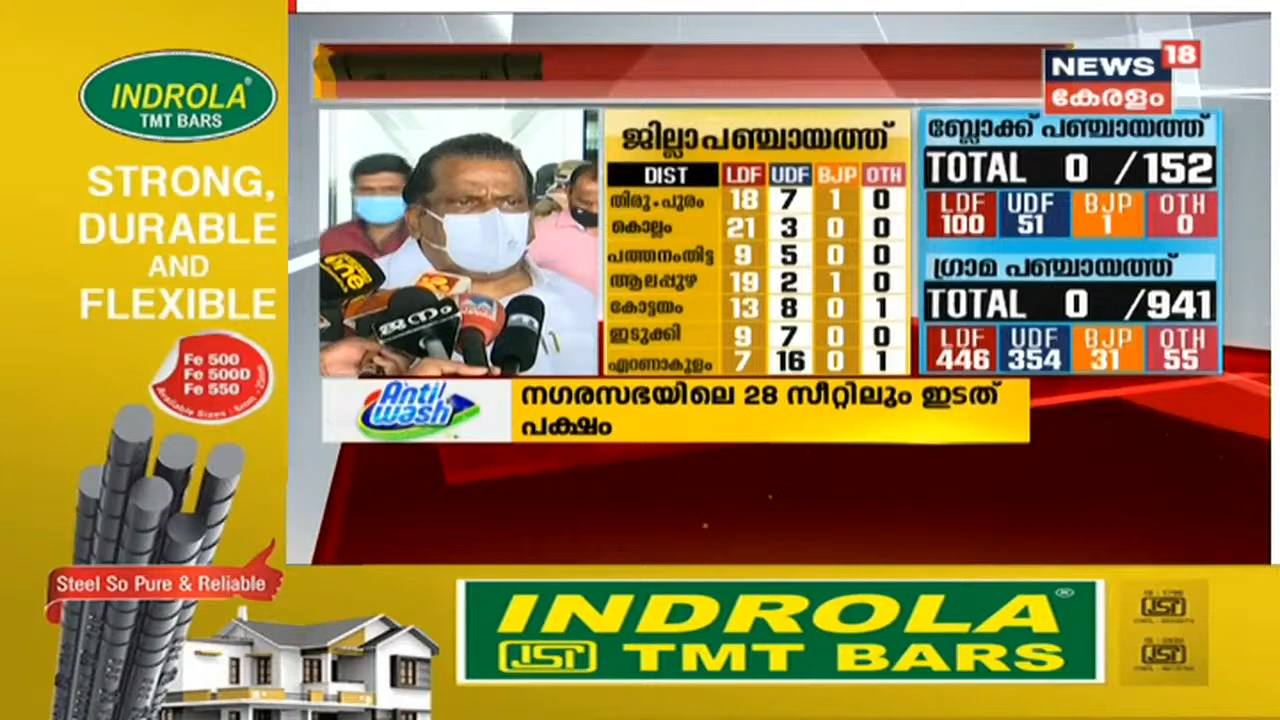 INDROLA®
TMT BARS
STRONG,
DURABLE
AND
FLEXIBLE
Fe 500
Fe 500D
Fe 550
Steel So Pure & Reliable
NEWS 18
കേരളം
ജനം
ജില്ലാ പഞ്ചായത്ത്
DIST LDF UDF BJP OTH
തിരു.പുരം 18 7 1 0
കൊല്ലം 21 3 0 0
പത്തനംതിട്ട 9 5 0 0
ആലപ്പുഴ 19 2 1 0
കോട്ടയം 13 8 0 1
ഇടുക്കി 9 7 0 0
എറണാകുളം 7 16 0 1
ബ്ലോക്ക് പഞ്ചായത്ത്
TOTAL 0 /152
LDF UDF BJP OTH
100 51 1 0
ഗ്രാമ പഞ്ചായത്ത്
TOTAL 0 /941
LDF UDF BJP OTH
446 354 31 55
Anti
wash
നഗരസഭയിലെ 28 സീറ്റിലും ഇടത്
പക്ഷം
INDROLA®
ISI TMT BARS